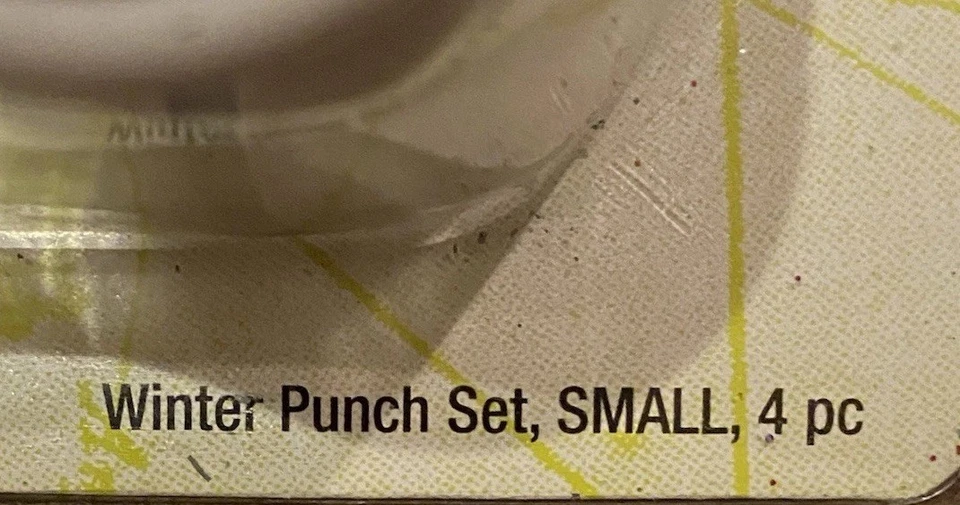 Winter Punch Set, SMALL, 4 pc